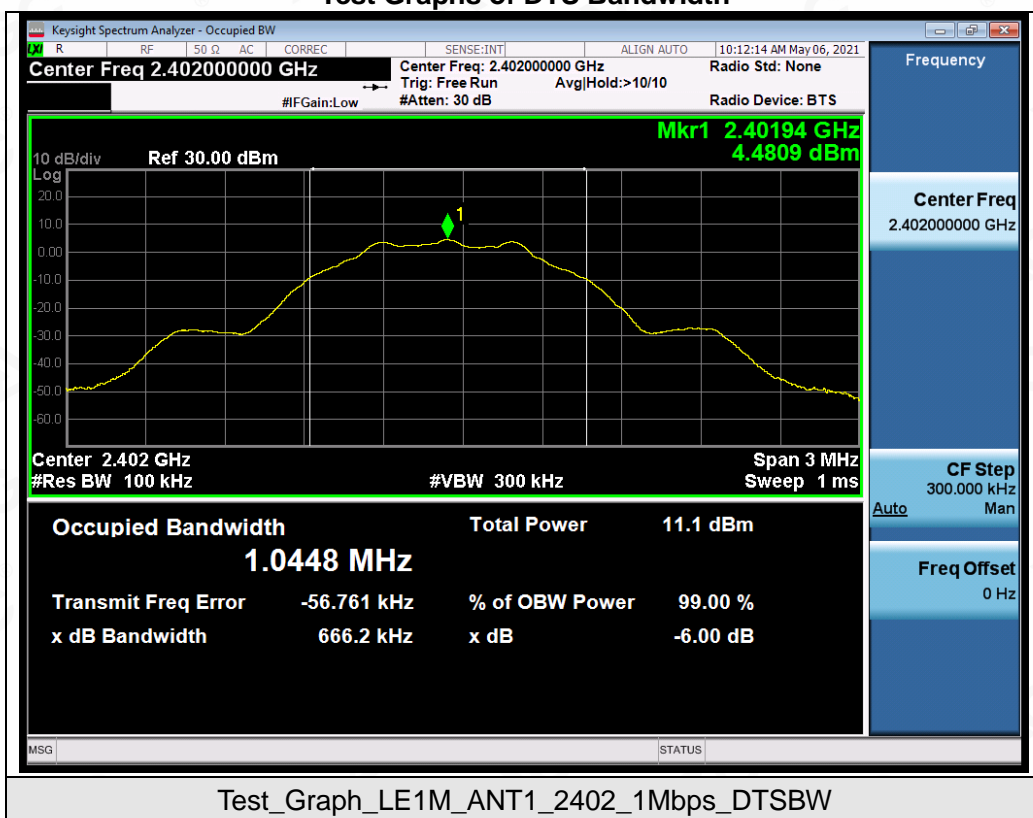 Test Graphs of DTS Bandwidth
Keysight Spectrum Analyzer - Occupied BW
LXI R RF 50 Ω AC CORREC SENSE:INT ALIGN AUTO 10:12:14 AM May 06, 2021
Center Freq 2.402000000 GHz
Center Freq: 2.402000000 GHz
Radio Std: None
Trig: Free Run Avg|Hold:>10/10
#IFGain:Low
#Atten: 30 dB
Radio Device: BTS
Frequency
Mkr1 2.40194 GHz
4.4809 dBm
10 dB/div Ref 30.00 dBm
Log
20.0
10.0
0.00
-10.0
-20.0
-30.0
-40.0
-50.0
-60.0
1
Center 2.402 GHz Span 3 MHz
#Res BW 100 kHz #VBW 300 kHz Sweep 1 ms
Center Freq
2.402000000 GHz
CF Step
300.000 kHz
Auto Man
Freq Offset
0 Hz
Occupied Bandwidth Total Power 11.1 dBm
1.0448 MHz
Transmit Freq Error -56.761 kHz % of OBW Power 99.00 %
x dB Bandwidth 666.2 kHz x dB -6.00 dB
MSG STATUS
Test_Graph_LE1M_ANT1_2402_1Mbps_DTSBW